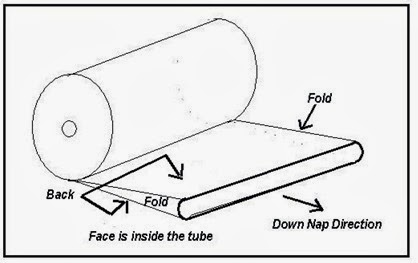 Fold
Back
Fold
Down Nap Direction
Face is inside the tube